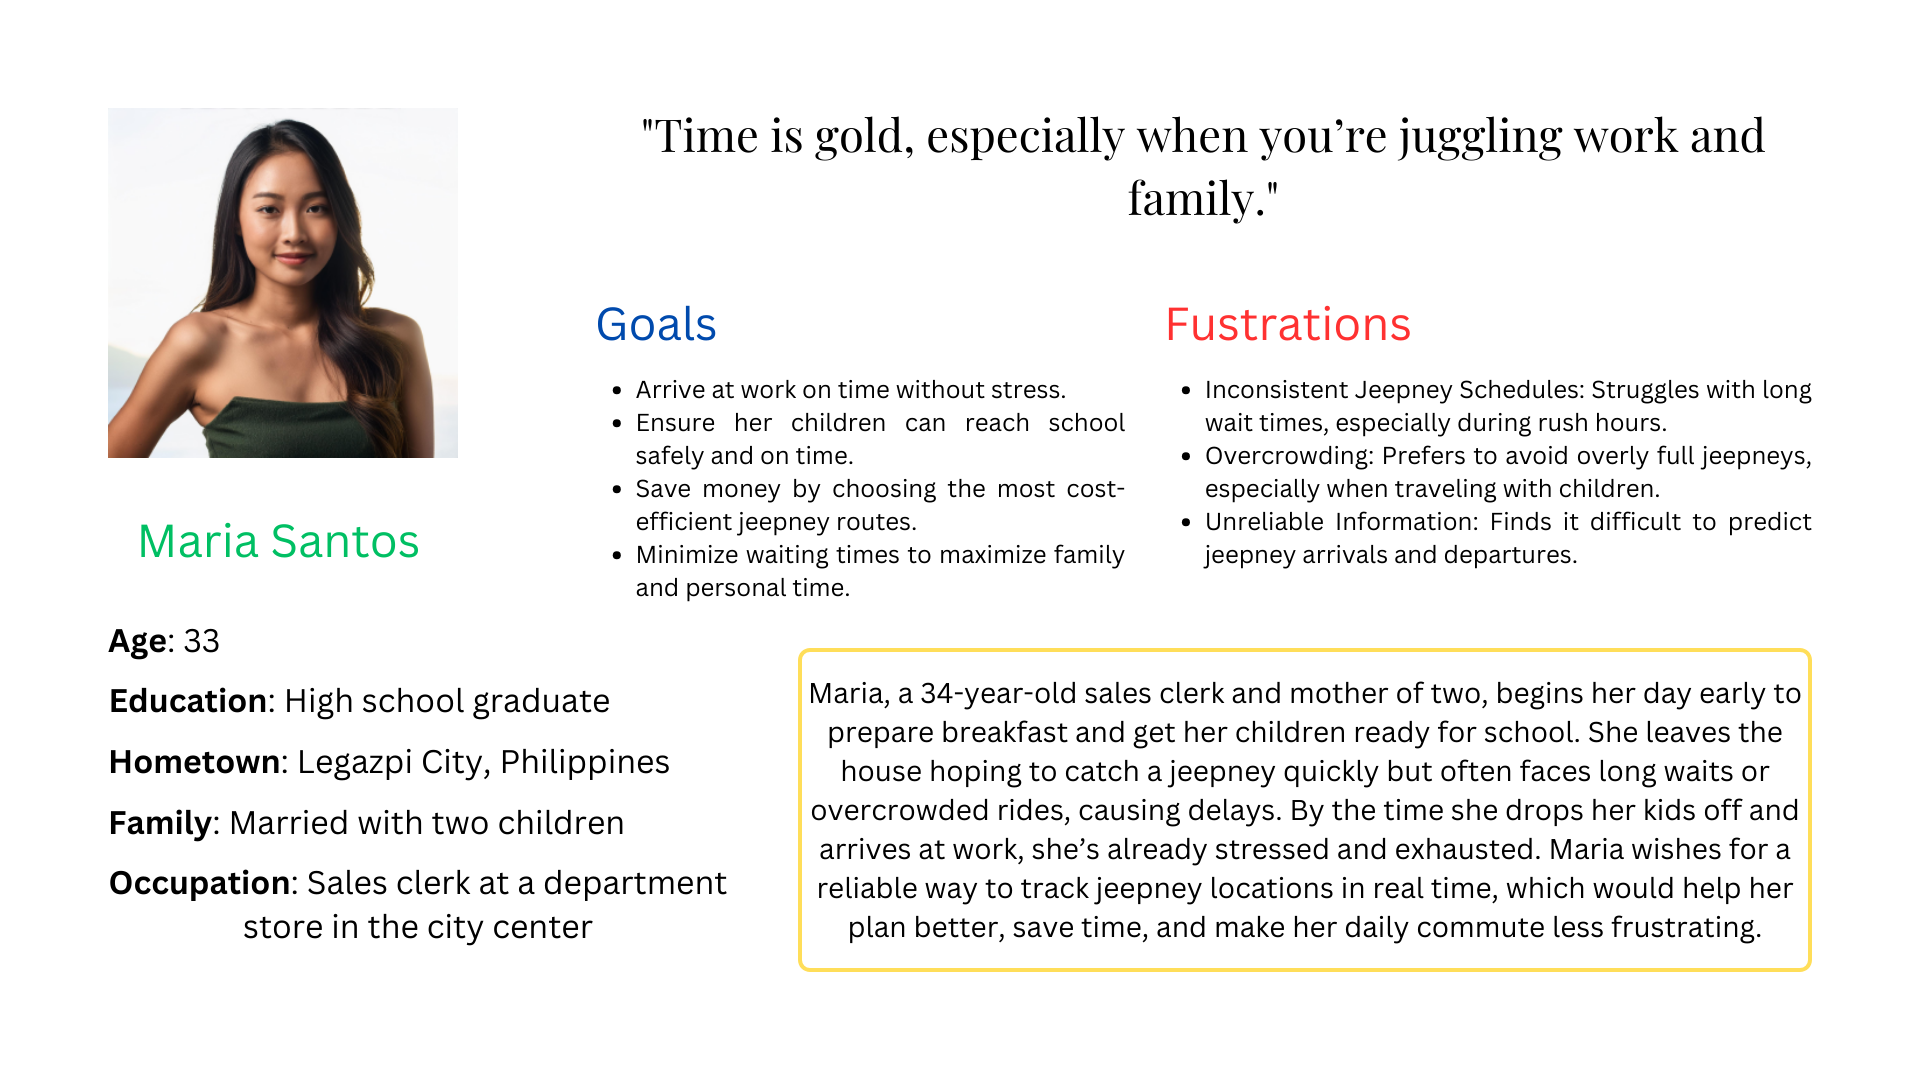 "Time is gold, especially when you’re juggling work and
family."
Goals
• Arrive at work on time without stress.
• Ensure her children can reach school
safely and on time.
• Save money by choosing the most cost-
efficient jeepney routes.
• Minimize waiting times to maximize family
and personal time.
Fustrations
• Inconsistent Jeepney Schedules: Struggles with long
wait times, especially during rush hours.
• Overcrowding: Prefers to avoid overly full jeepneys,
especially when traveling with children.
• Unreliable Information: Finds it difficult to predict
jeepney arrivals and departures.
Maria Santos
Age: 33
Education: High school graduate
Hometown: Legazpi City, Philippines
Family: Married with two children
Occupation: Sales clerk at a department
store in the city center
Maria, a 34-year-old sales clerk and mother of two, begins her day early to
prepare breakfast and get her children ready for school. She leaves the
house hoping to catch a jeepney quickly but often faces long waits or
overcrowded rides, causing delays. By the time she drops her kids off and
arrives at work, she’s already stressed and exhausted. Maria wishes for a
reliable way to track jeepney locations in real time, which would help her
plan better, save time, and make her daily commute less frustrating.